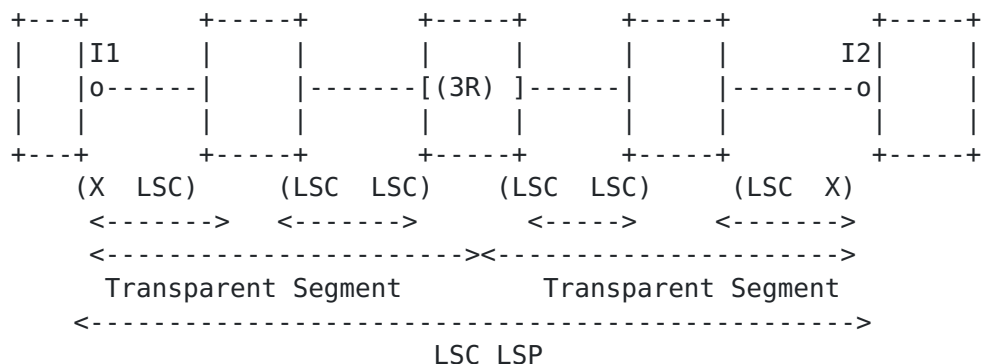 +---+       +-----+       +-----+      +-----+         +-----+
|   |I1     |     |       |     |      |     |       I2|     |
|   |o------|     |-------[(3R) ]------|     |--------o|     |
|   |       |     |       |     |      |     |         |     |
+---+       +-----+       +-----+      +-----+         +-----+
    (X  LSC)     (LSC  LSC)    (LSC  LSC)     (LSC  X)
     <------->   <------->       <----->     <------->
     <-----------------------><---------------------->
      Transparent Segment         Transparent Segment
    <------------------------------------------------->
                           LSC LSP